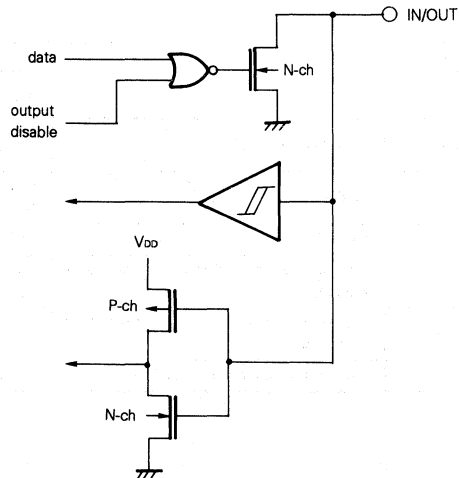 IN/OUT
data
N-ch
output
disable
VDD
P-ch
N-ch